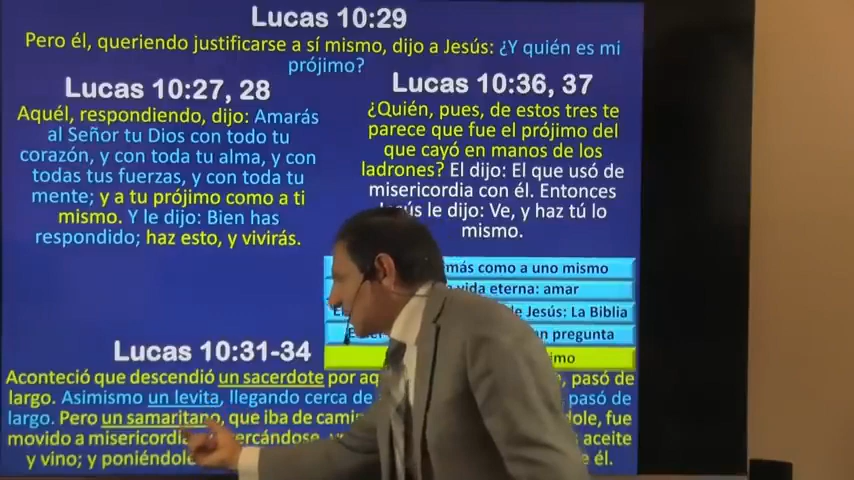 Lucas 10:29
Pero él, queriendo justificarse a sí mismo, dijo a Jesús: ¿Y quién es mi
prójimo?
Lucas 10:27, 28
Aquél, respondiendo, dijo: Amarás
al Señor tu Dios con todo tu
corazón, y con toda tu alma, y con
todas tus fuerzas, y con toda tu
mente; y a tu prójimo como a ti
mismo. Y le dijo: Bien has
respondido; haz esto, y vivirás.
Lucas 10:36, 37
¿Quién, pues, de estos tres te
parece que fue el prójimo del
que cayó en manos de los
ladrones? El dijo: El que usó de
misericordia con él. Entonces
Jesús le dijo: Ve, y haz tú lo
mismo.
más como a uno mismo
vida eterna: amar
de Jesús: La Biblia
pregunta
Lucas 10:31-34
Aconteció que descendió un sacerdote por pasó de
largo. Asimismo un levita, llegando cerca de pasó de
largo. Pero un samaritano, que iba de fue
movido a misericordia aceite
y vino; y poniéndole e él.